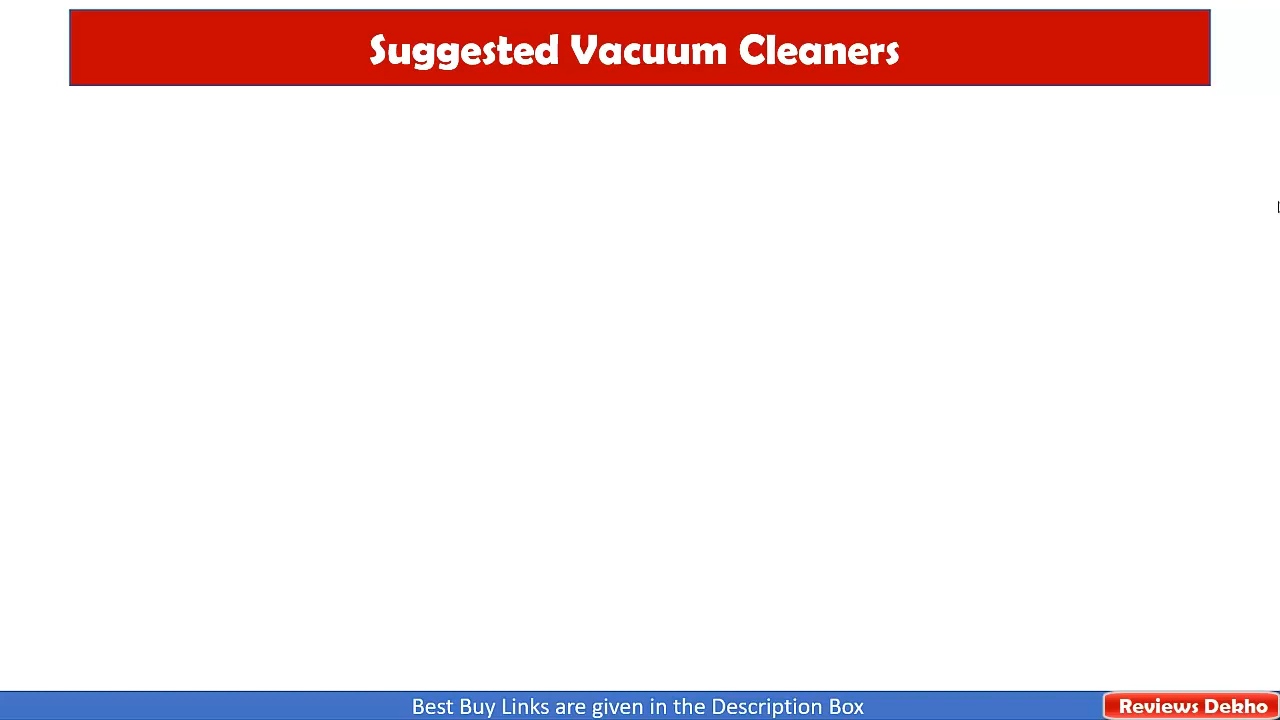 Suggested Vacuum Cleaners
Best Buy Links are given in the Description Box
Reviews Dekho